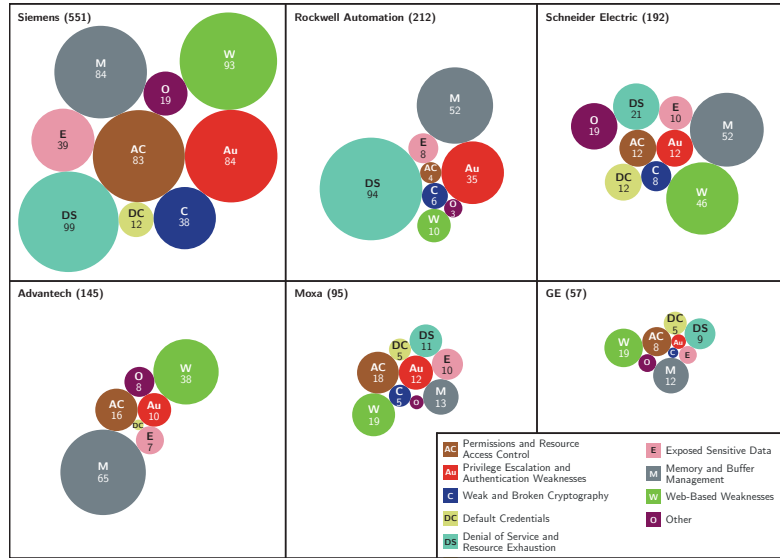 Siemens (551)
M
84
W
93
O
19
E
39
AC
83
Au
84
DS
99
DC
12
C
38
Rockwell Automation (212)
M
52
E
8
AC
4
Au
35
DS
94
C
6
O
3
W
10
Schneider Electric (192)
DS
21
E
10
O
19
M
52
AC
12
Au
12
DC
12
C
8
W
46
Advantech (145)
W
38
O
8
AC
16
Au
10
DC
E
7
M
65
Moxa (95)
DS
11
DC
5
E
10
AC
18
Au
12
C
5
O
M
13
W
19
GE (57)
DC
5
DS
9
W
19
AC
8
Au
C
E
O
M
12
AC Permissions and Resource
Access Control
Au Privilege Escalation and
Authentication Weaknesses
C Weak and Broken Cryptography
DC Default Credentials
DS Denial of Service and
Resource Exhaustion
E Exposed Sensitive Data
M Memory and Buffer
Management
W Web-Based Weaknesses
O Other